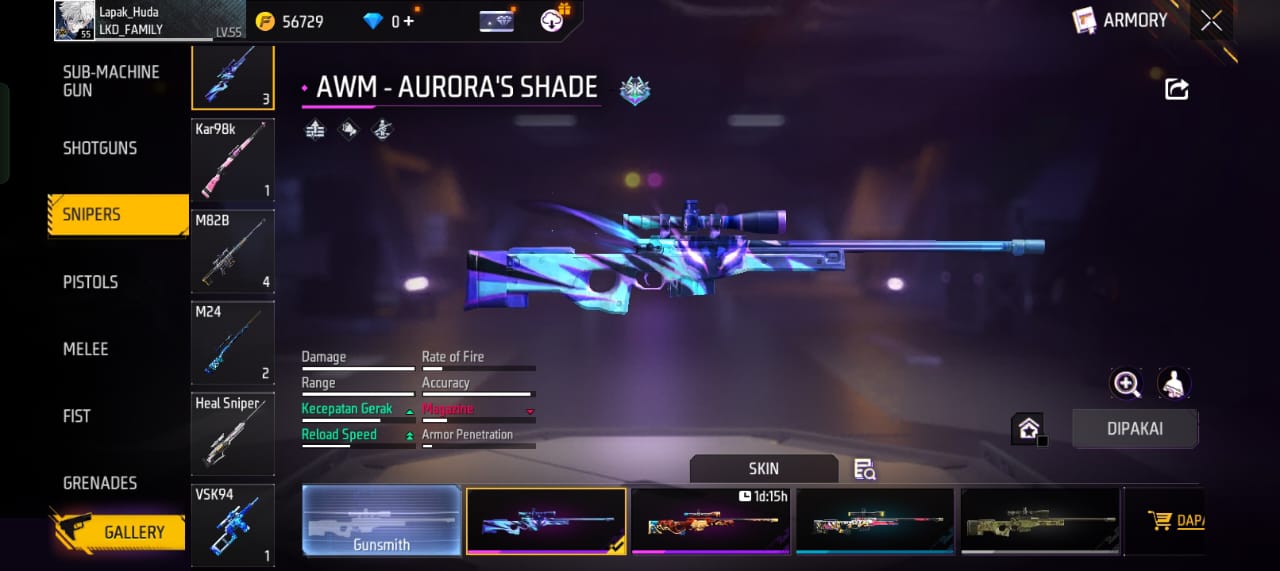 Lapak_Huda
LKD_FAMILY
LV.55
55
56729
0+
ARMORY
SUB-MACHINE
GUN
SHOTGUNS
SNIPERS
PISTOLS
MELEE
FIST
GRENADES
GALLERY
3
Kar98k
1
M82B
4
M24
2
Heal Sniper
VSK94
1
AWM - AURORA'S SHADE
Damage
Rate of Fire
Range
Accuracy
Kecepatan Gerak
Magazine
Reload Speed
Armor Penetration
DIPAKAI
SKIN
Gunsmith
1d:15h